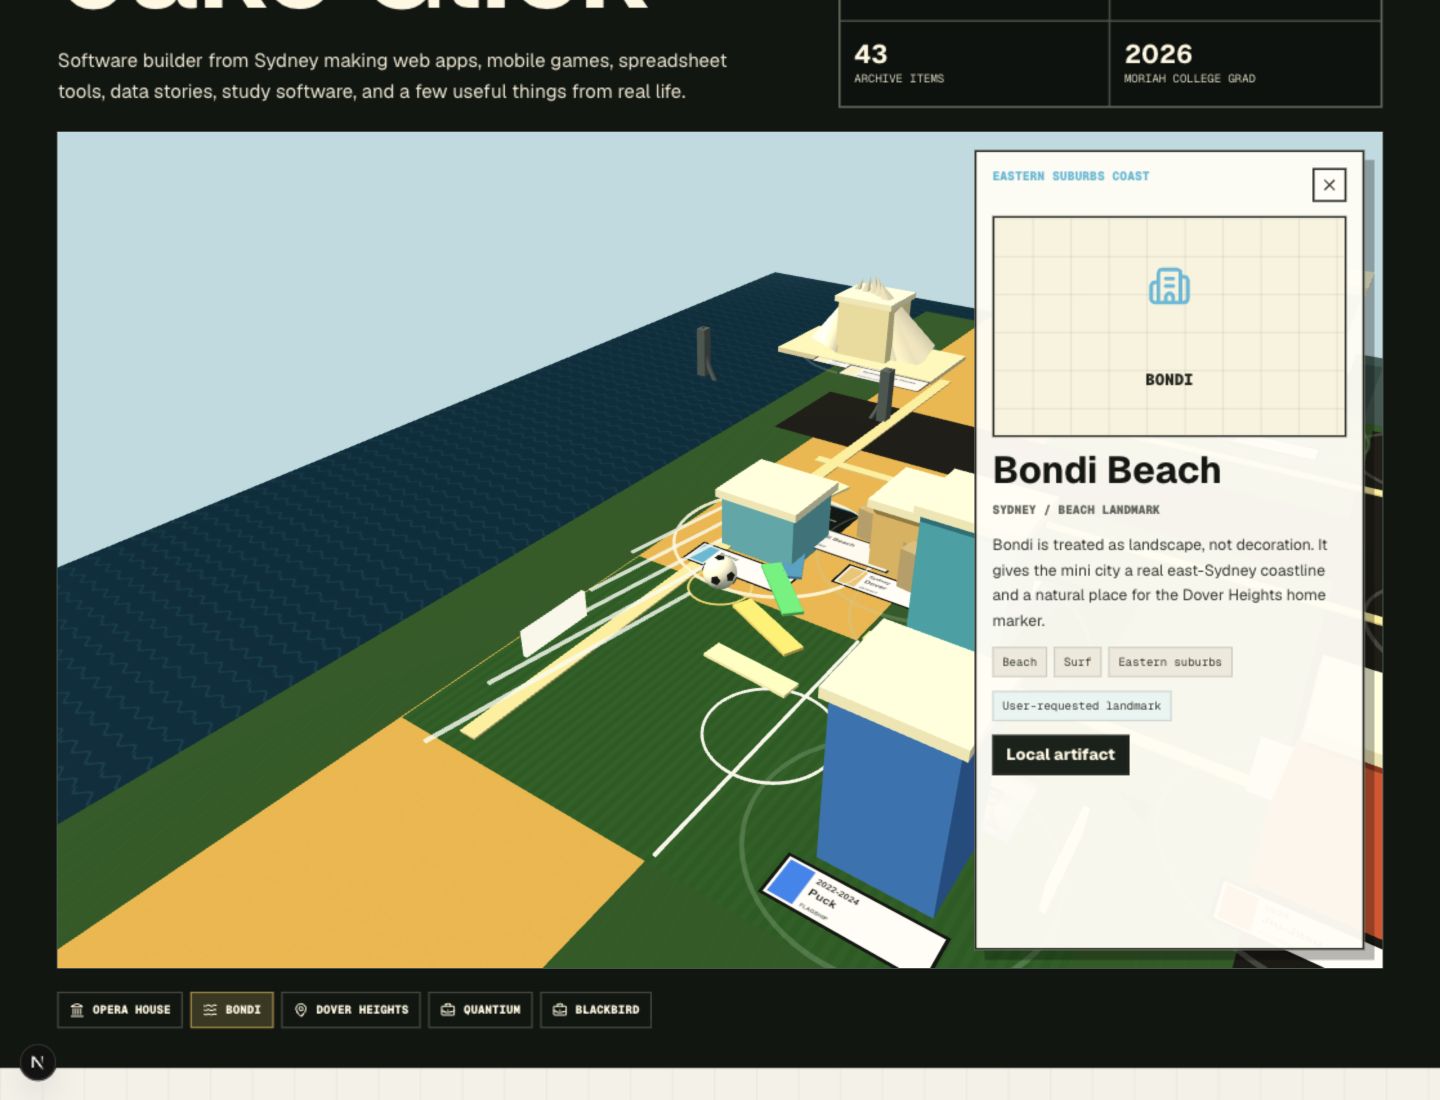 Software builder from Sydney making web apps, mobile games, spreadsheet
tools, data stories, study software, and a few useful things from real life.
43
ARCHIVE ITEMS
2026
MORIAH COLLEGE GRAD
EASTERN SUBURBS COAST
BONDI
Bondi Beach
SYDNEY / BEACH LANDMARK
Bondi is treated as landscape, not decoration. It
gives the mini city a real east-Sydney coastline
and a natural place for the Dover Heights home
marker.
Beach
Surf
Eastern suburbs
User-requested landmark
Local artifact
Beach
Sydney
Dover
2022-2024
Puck
FLAGSHIP
OPERA HOUSE
BONDI
DOVER HEIGHTS
QUANTIUM
BLACKBIRD
N